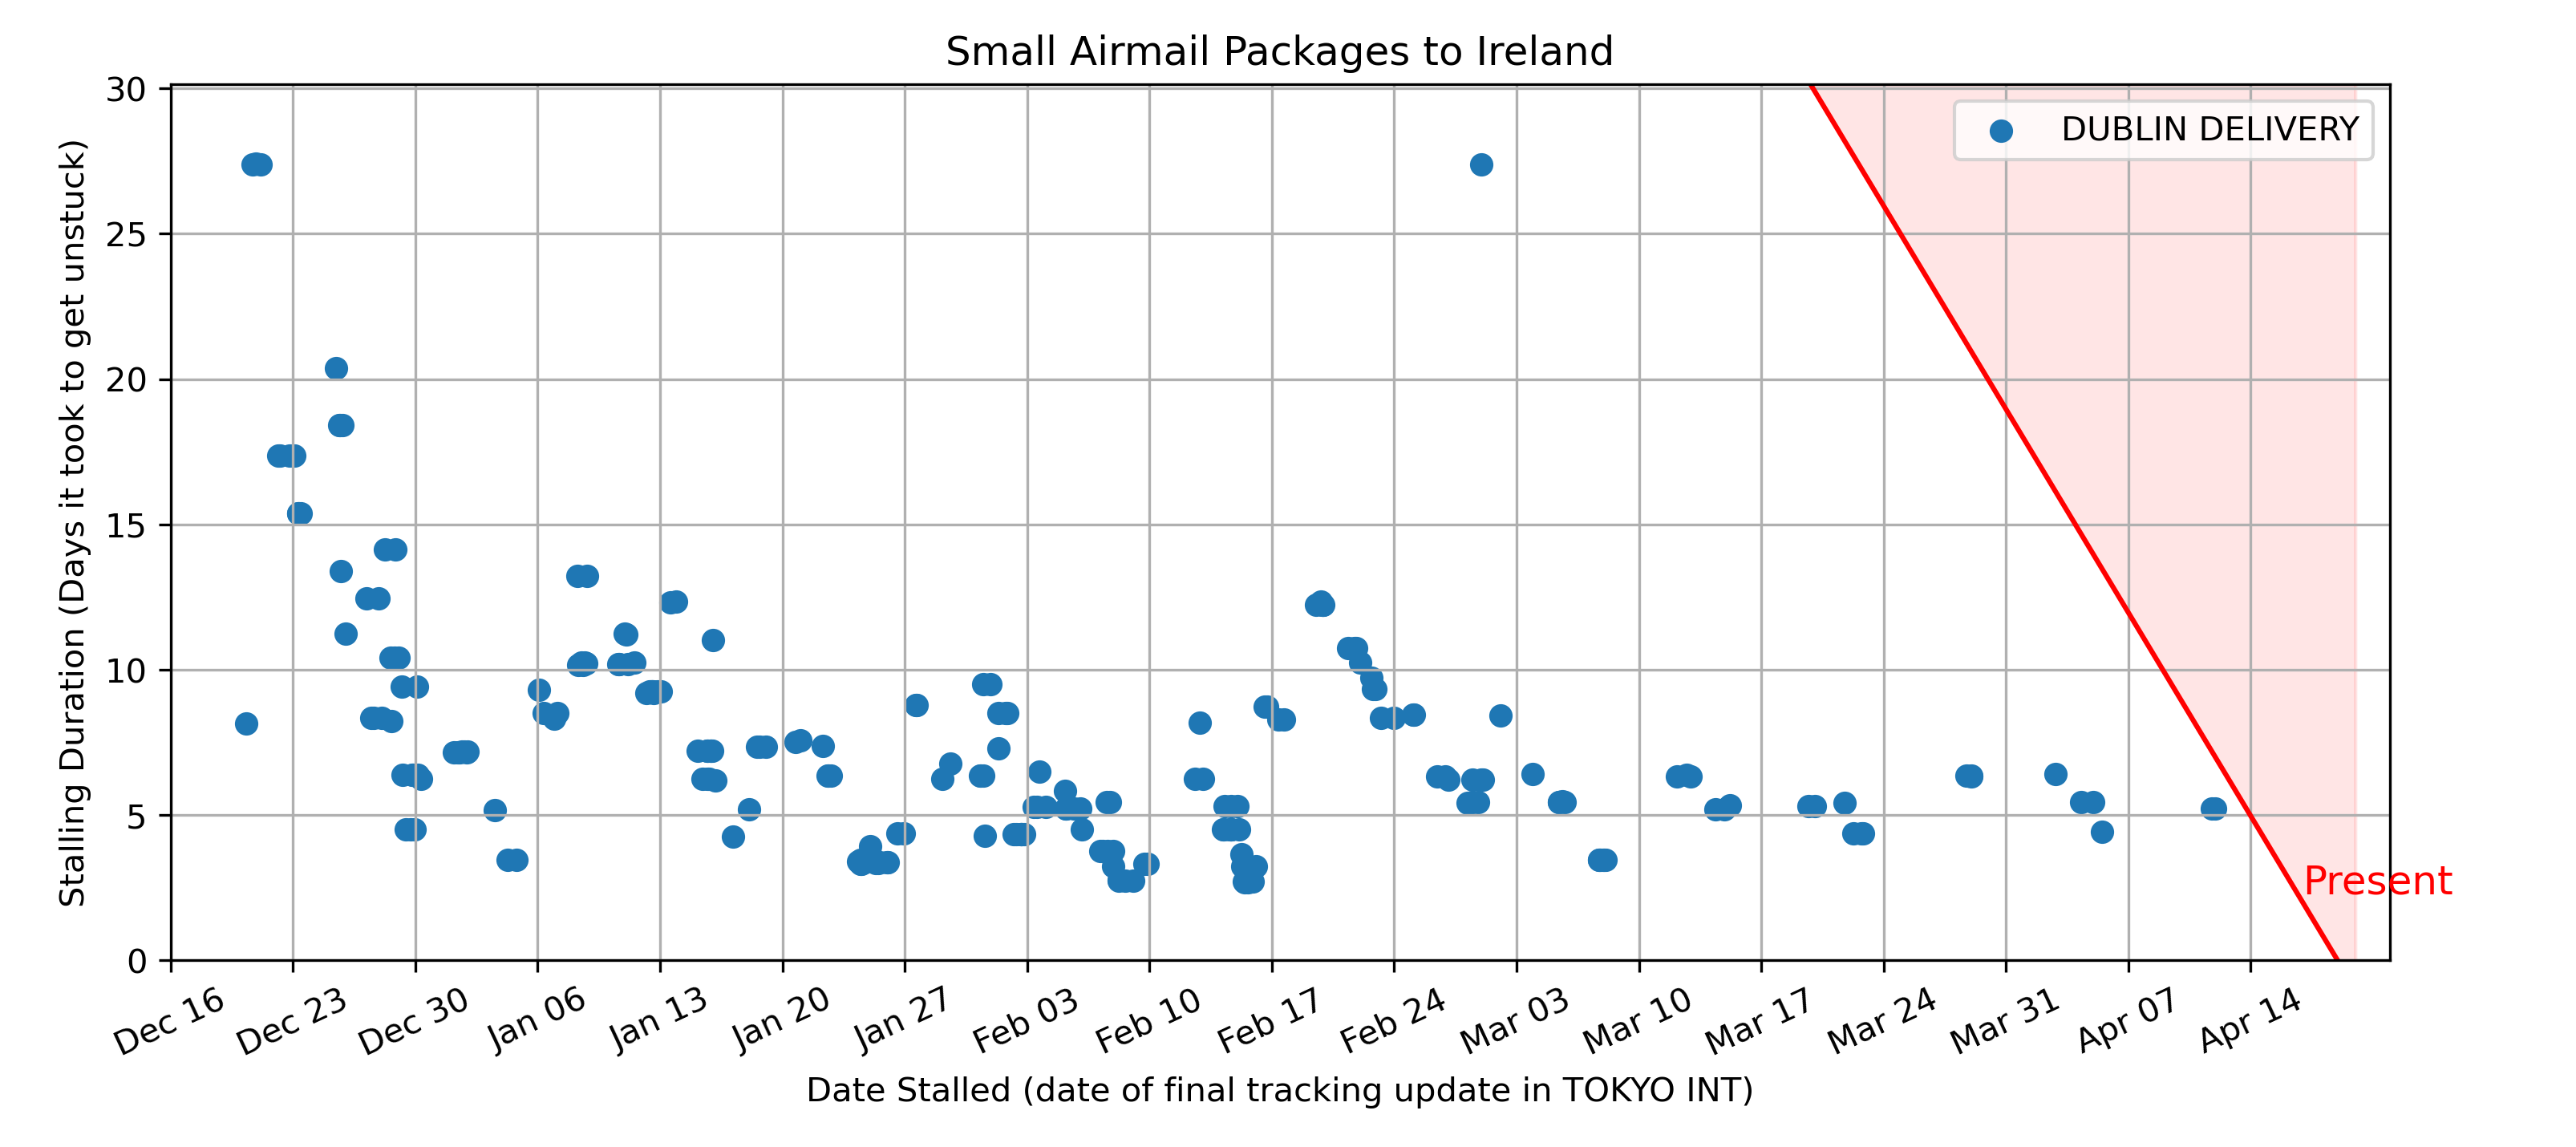 Small Airmail Packages to Ireland
Stalling Duration (Days it took to get unstuck)
30
25
20
15
10
5
0
DUBLIN DELIVERY
Present
Dec 16 Dec 23 Dec 30 Jan 06 Jan 13 Jan 20 Jan 27 Feb 03 Feb 10 Feb 17 Feb 24 Mar 03 Mar 10 Mar 17 Mar 24 Mar 31 Apr 07 Apr 14
Date Stalled (date of final tracking update in TOKYO INT)